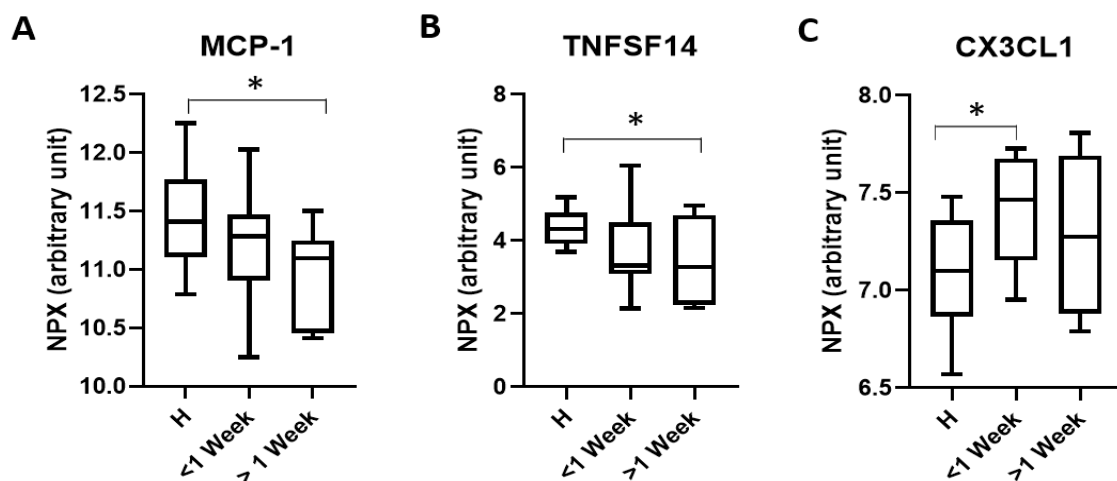 A
MCP-1
NPX (arbitrary unit)
12.5
12.0
11.5
11.0
10.5
10.0
*
H
<1 Week
> 1 Week
B
TNFSF14
NPX (arbitrary unit)
8
6
4
2
0
*
H
<1 Week
>1 Week
C
CX3CL1
NPX (arbitrary unit)
8.0
7.5
7.0
6.5
*
H
<1 Week
>1 Week